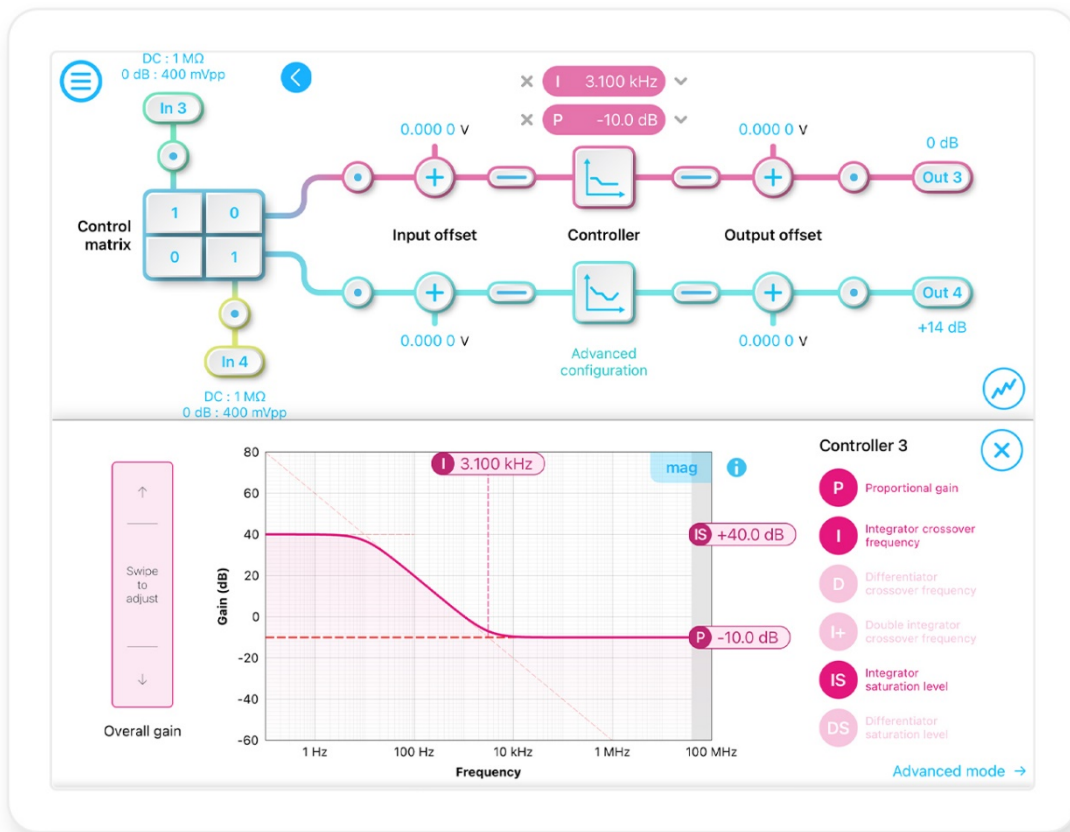 DC : 1 MΩ
0 dB : 400 mVpp
In 3
I 3.100 kHz
P -10.0 dB
0.000 0 V
0.000 0 V
0 dB
Out 3
Control
matrix
1 0
0 1
Input offset
Controller
Output offset
Out 4
+14 dB
0.000 0 V
0.000 0 V
Advanced
configuration
In 4
DC : 1 MΩ
0 dB : 400 mVpp
Swipe
to
adjust
Overall gain
Gain (dB)
80
60
40
20
0
-20
-40
-60
I 3.100 kHz
mag
i
IS +40.0 dB
P -10.0 dB
1 Hz
100 Hz
10 kHz
1 MHz
100 MHz
Frequency
Controller 3
P Proportional gain
I Integrator crossover
frequency
D Differentiator
crossover frequency
I+ Double integrator
crossover frequency
IS Integrator
saturation level
DS Differentiator
saturation level
Advanced mode →